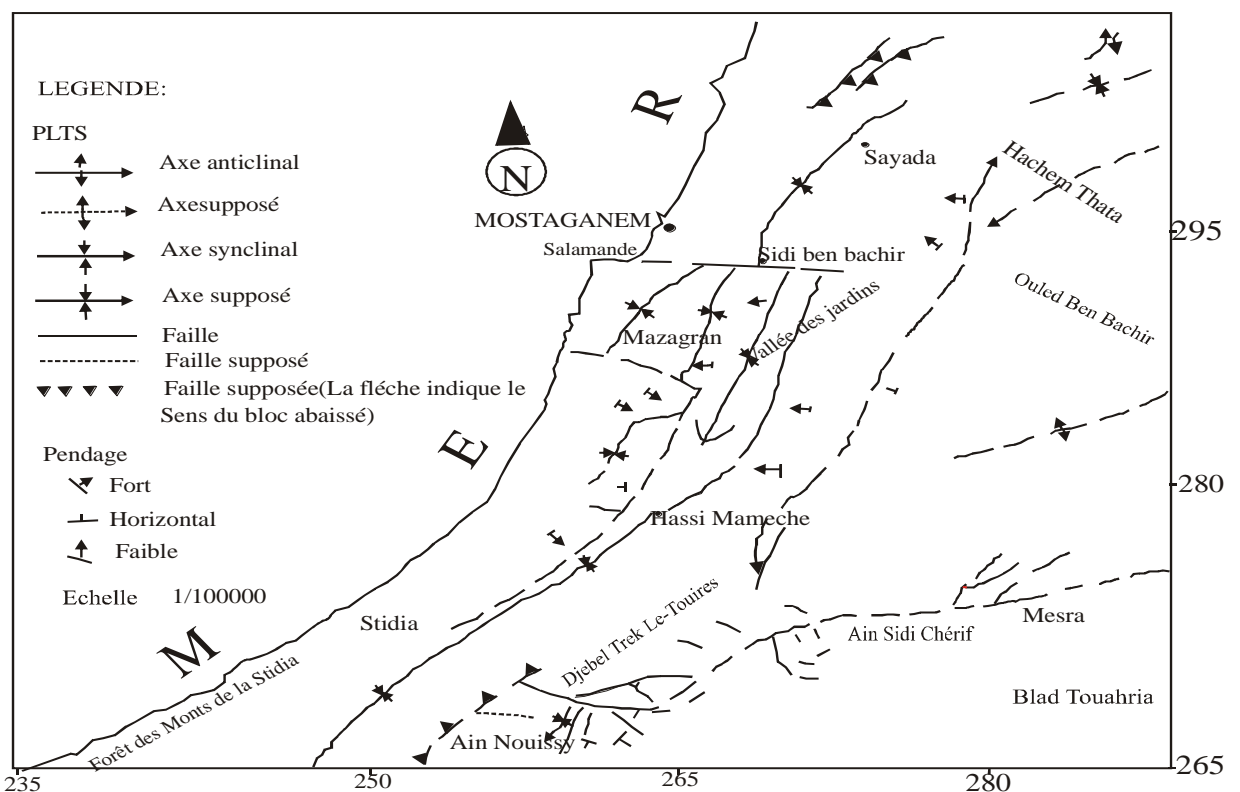 LEGENDE:
PLTS
Axe anticlinal
Axesupposé
Axe synclinal
Axe supposé
Faille
Faille supposé
Faille supposée(La fléche indique le
Sens du bloc abaissé)
Pendage
Fort
Horizontal
Faible
Echelle 1/100000
N
M E R
MOSTAGANEM
Salamande
Sayada
Sidi ben bachir
Hachem Thata
Ouled Ben Bachir
Mazagran
Vallée des jardins
Hassi Mameche
Stidia
Forêt des Monts de la Stidia
Djebel Trek Le-Touires
Ain Nouissy
Ain Sidi Chérif
Mesra
Blad Touahria
295
280
265
235
250
265
280